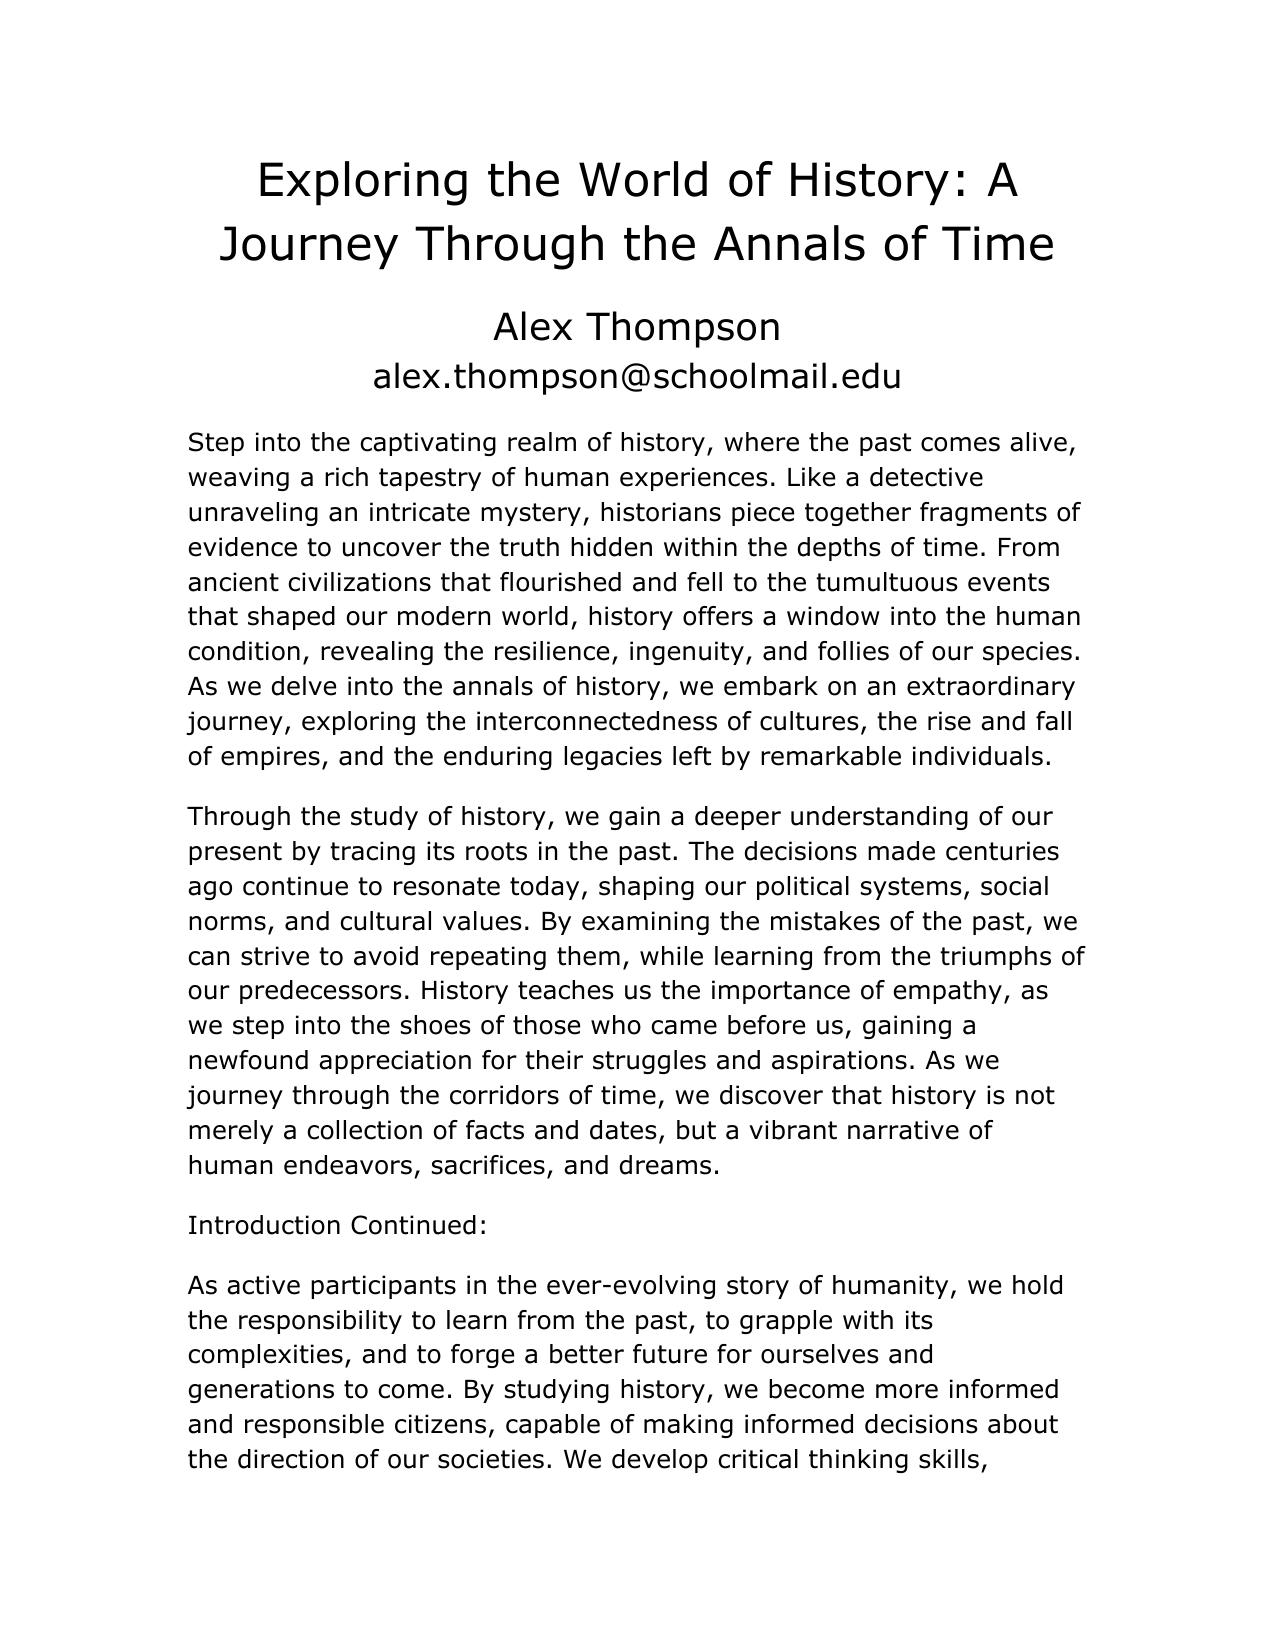 Exploring the World of History: A
Journey Through the Annals of Time
Alex Thompson
alex.thompson@schoolmail.edu
Step into the captivating realm of history, where the past comes alive,
weaving a rich tapestry of human experiences. Like a detective
unraveling an intricate mystery, historians piece together fragments of
evidence to uncover the truth hidden within the depths of time. From
ancient civilizations that flourished and fell to the tumultuous events
that shaped our modern world, history offers a window into the human
condition, revealing the resilience, ingenuity, and follies of our species.
As we delve into the annals of history, we embark on an extraordinary
journey, exploring the interconnectedness of cultures, the rise and fall
of empires, and the enduring legacies left by remarkable individuals.
Through the study of history, we gain a deeper understanding of our
present by tracing its roots in the past. The decisions made centuries
ago continue to resonate today, shaping our political systems, social
norms, and cultural values. By examining the mistakes of the past, we
can strive to avoid repeating them, while learning from the triumphs of
our predecessors. History teaches us the importance of empathy, as
we step into the shoes of those who came before us, gaining a
newfound appreciation for their struggles and aspirations. As we
journey through the corridors of time, we discover that history is not
merely a collection of facts and dates, but a vibrant narrative of
human endeavors, sacrifices, and dreams.
Introduction Continued:
As active participants in the ever-evolving story of humanity, we hold
the responsibility to learn from the past, to grapple with its
complexities, and to forge a better future for ourselves and
generations to come. By studying history, we become more informed
and responsible citizens, capable of making informed decisions about
the direction of our societies. We develop critical thinking skills,